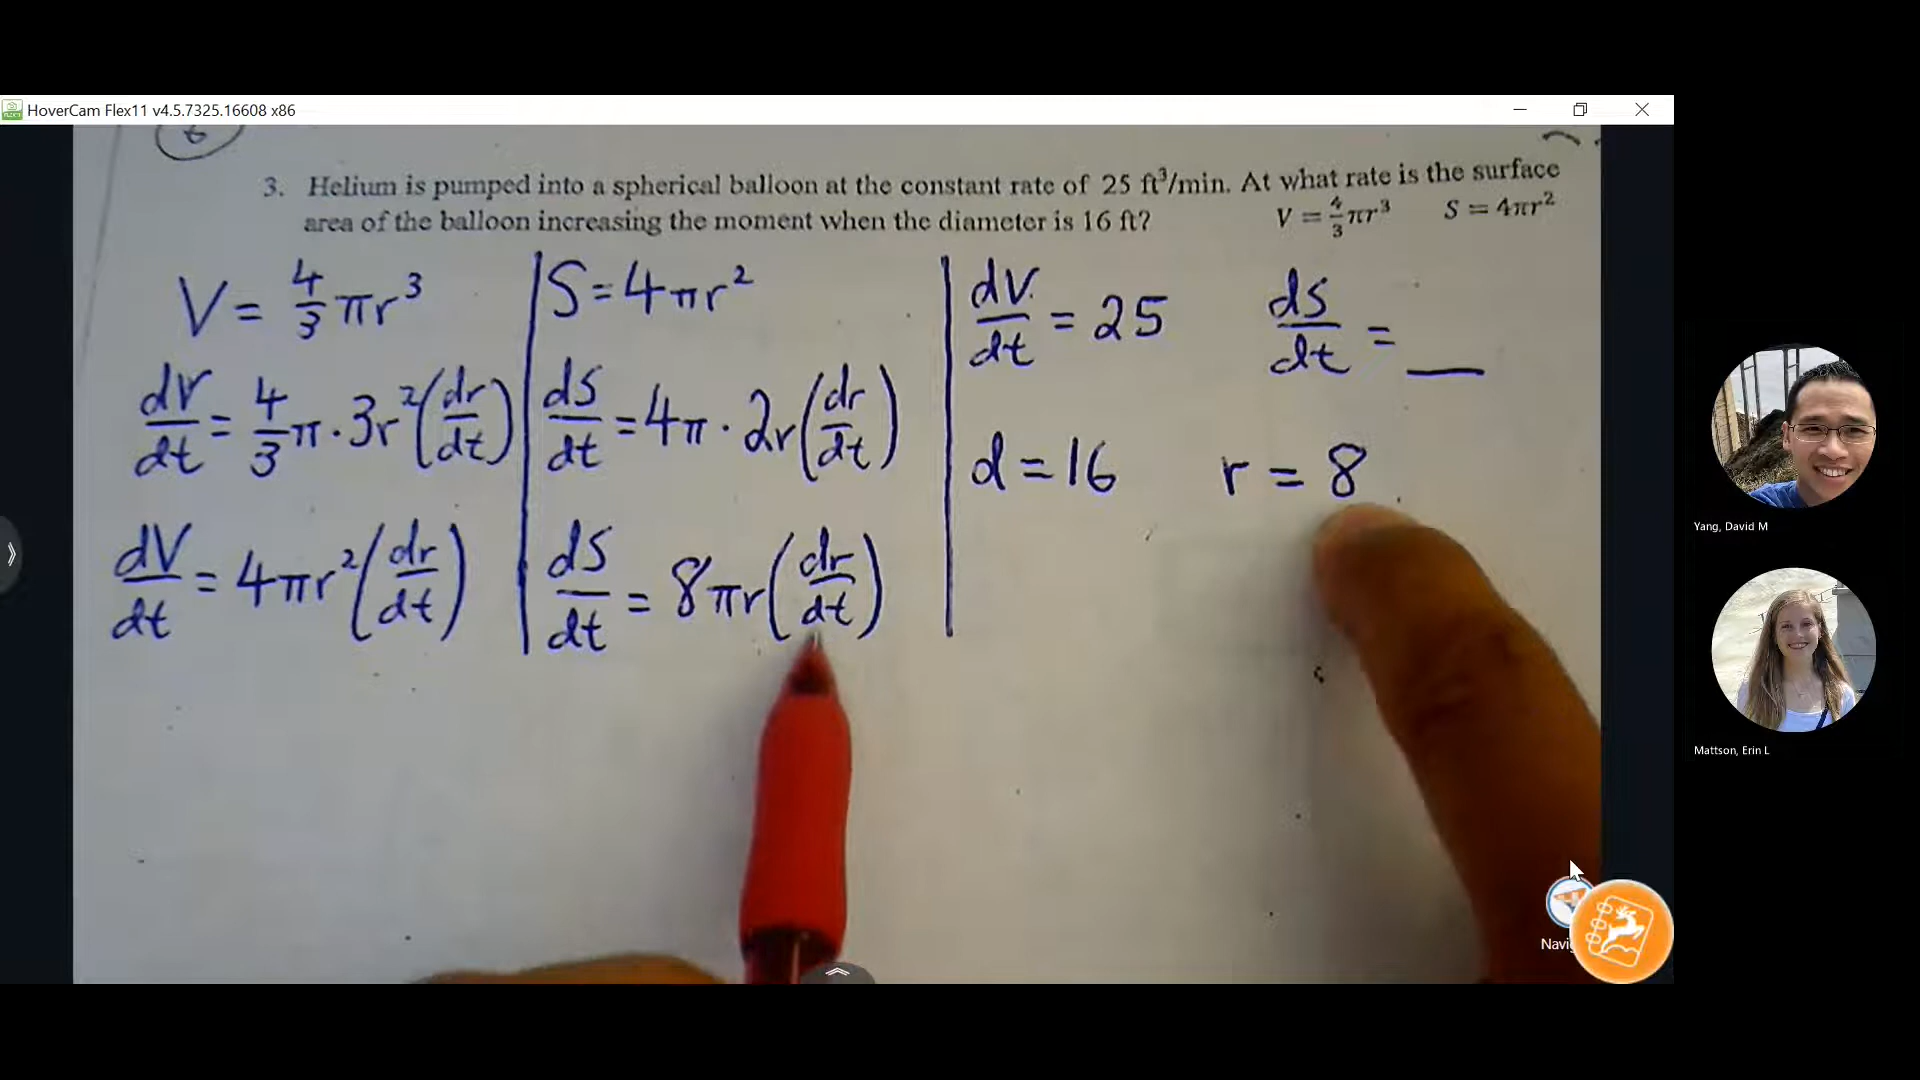 HoverCam Flex11 v4.5.7325.16608 x86
6
3. Helium is pumped into a spherical balloon at the constant rate of 25 ft³/min. At what rate is the surface
area of the balloon increasing the moment when the diameter is 16 ft? V = 4/3 πr³ S = 4πr²
V = 4/3 πr³
dV/dt = 4/3 π · 3r² (dr/dt)
dV/dt = 4πr² (dr/dt)
S = 4πr²
dS/dt = 4π · 2r (dr/dt)
dS/dt = 8πr (dr/dt)
dV/dt = 25 dS/dt = __
d = 16 r = 8
Yang, David M
Mattson, Erin L